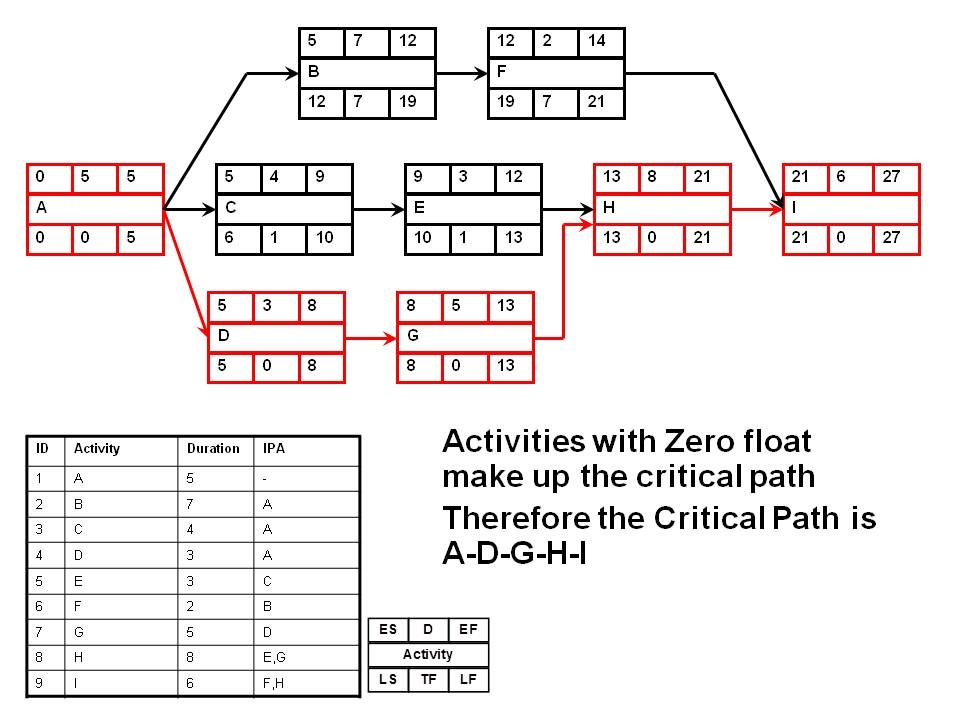 5 7 12
B
12 7 19
12 2 14
F
19 7 21
0 5 5
A
0 0 5
5 4 9
C
6 1 10
9 3 12
E
10 1 13
13 8 21
H
13 0 21
21 6 27
I
21 0 27
5 3 8
D
5 0 8
8 5 13
G
8 0 13
ID Activity Duration IPA
1 A 5 -
2 B 7 A
3 C 4 A
4 D 3 A
5 E 3 C
6 F 2 B
7 G 5 D
8 H 8 E,G
9 I 6 F,H
ES D EF
Activity
LS TF LF
Activities with Zero float
make up the critical path
Therefore the Critical Path is
A-D-G-H-I